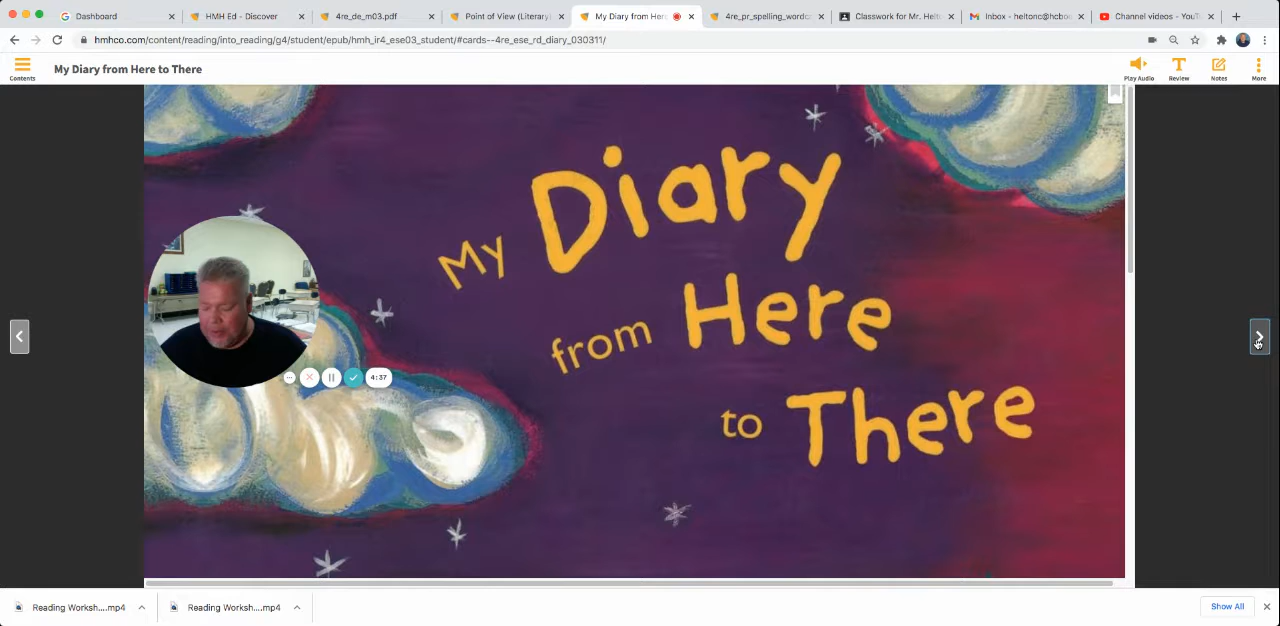 Dashboard
HMH Ed - Discover
4re_de_m03.pdf
Point of View (Literary)
My Diary from Here
4re_pr_spelling_wordc
Classwork for Mr. Helt
Inbox - heltonc@hcbo
Channel videos - YouT
hmhco.com/content/reading/into_reading/g4/student/epub/hmh_ir4_ese03_student/#cards--4re_ese_rd_diary_030311/
Contents
My Diary from Here to There
Play Audio
Review
Notes
More
My Diary
from Here
to There
4:37
Reading Worksh....mp4
Reading Worksh....mp4
Show All